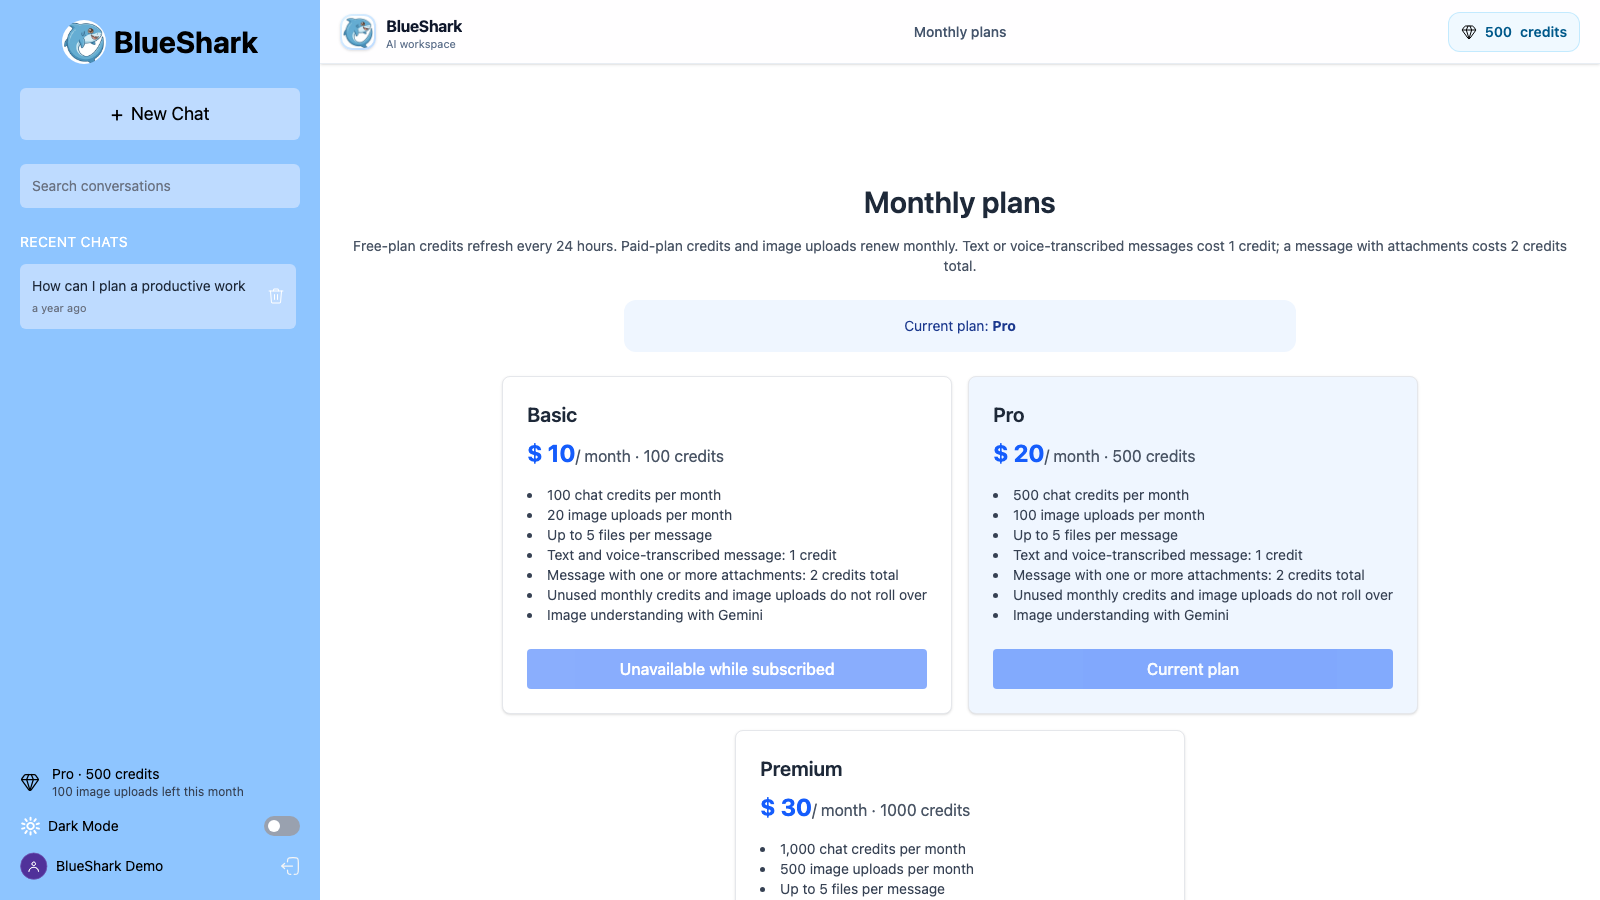 BlueShark
+ New Chat
Search conversations
RECENT CHATS
How can I plan a productive work
a year ago
Pro · 500 credits
100 image uploads left this month
Dark Mode
BlueShark Demo
BlueShark
AI workspace
Monthly plans
500 credits
Monthly plans
Free-plan credits refresh every 24 hours. Paid-plan credits and image uploads renew monthly. Text or voice-transcribed messages cost 1 credit; a message with attachments costs 2 credits
total.
Current plan: Pro
Basic
$ 10/ month · 100 credits
• 100 chat credits per month
• 20 image uploads per month
• Up to 5 files per message
• Text and voice-transcribed message: 1 credit
• Message with one or more attachments: 2 credits total
• Unused monthly credits and image uploads do not roll over
• Image understanding with Gemini
Unavailable while subscribed
Pro
$ 20/ month · 500 credits
• 500 chat credits per month
• 100 image uploads per month
• Up to 5 files per message
• Text and voice-transcribed message: 1 credit
• Message with one or more attachments: 2 credits total
• Unused monthly credits and image uploads do not roll over
• Image understanding with Gemini
Current plan
Premium
$ 30/ month · 1000 credits
• 1,000 chat credits per month
• 500 image uploads per month
• Up to 5 files per message